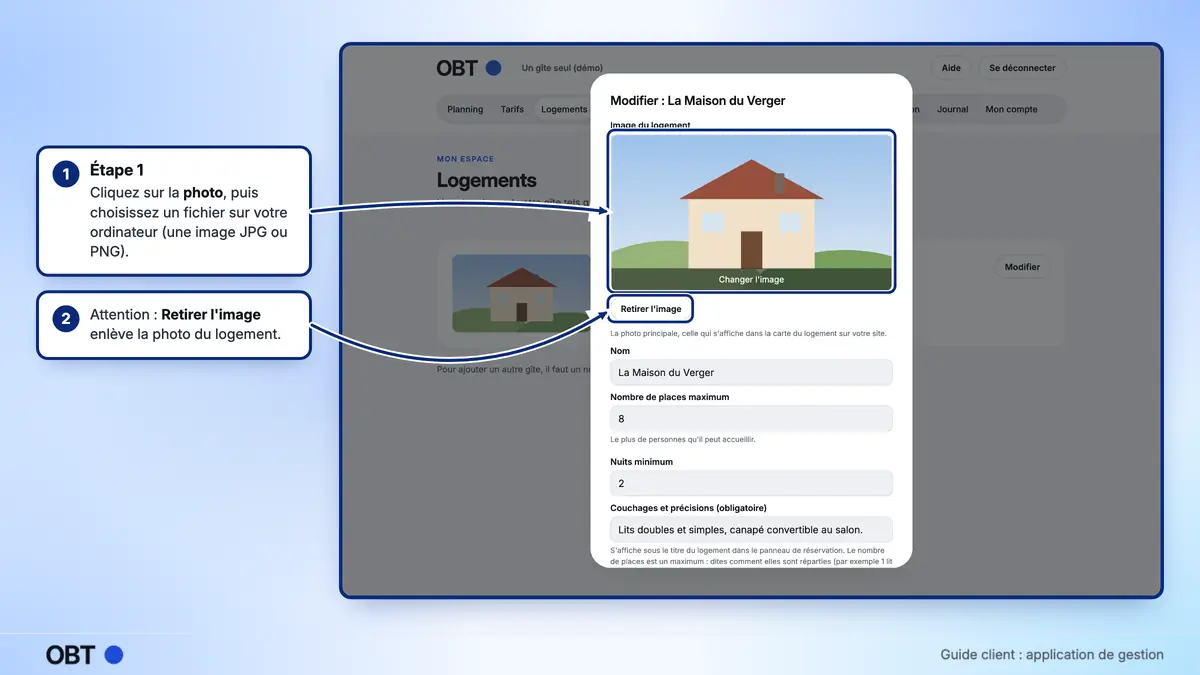 OBT
Un gîte seul (démo)
Aide
Se déconnecter
Planning
Tarifs
Logements
Journal
Mon compte
MON ESPACE
Logements
Modifier
Pour ajouter un autre gîte, il faut un
Modifier : La Maison du Verger
Image du logement
Changer l'image
Retirer l'image
La photo principale, celle qui s'affiche dans la carte du logement sur votre site.
Nom
La Maison du Verger
Nombre de places maximum
8
Le plus de personnes qu'il peut accueillir.
Nuits minimum
2
Couchages et précisions (obligatoire)
Lits doubles et simples, canapé convertible au salon.
S'affiche sous le titre du logement dans le panneau de réservation. Le nombre
de places est un maximum : dites comment elles sont réparties (par exemple 1 lit
1
Étape 1
Cliquez sur la photo, puis
choisissez un fichier sur votre
ordinateur (une image JPG ou
PNG).
2
Attention : Retirer l'image
enlève la photo du logement.
OBT
Guide client : application de gestion